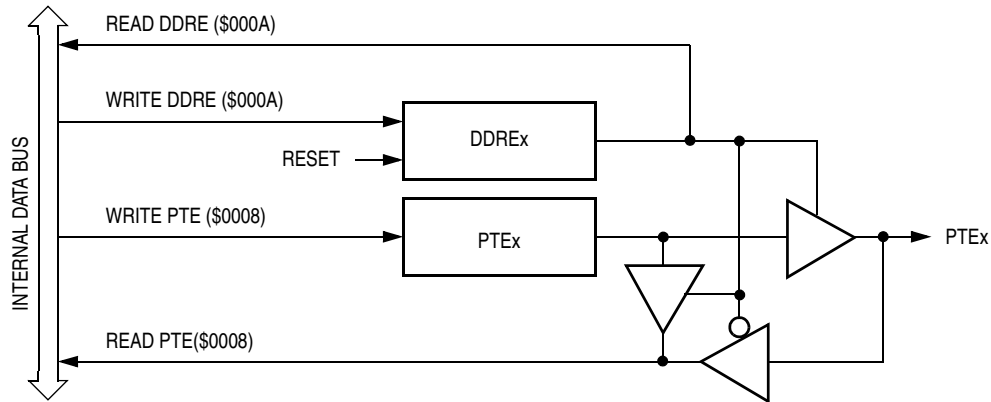 READ DDRE ($000A)
WRITE DDRE ($000A)
DDREx
RESET
WRITE PTE ($0008)
PTEx
PTEx
READ PTE($0008)
INTERNAL DATA BUS